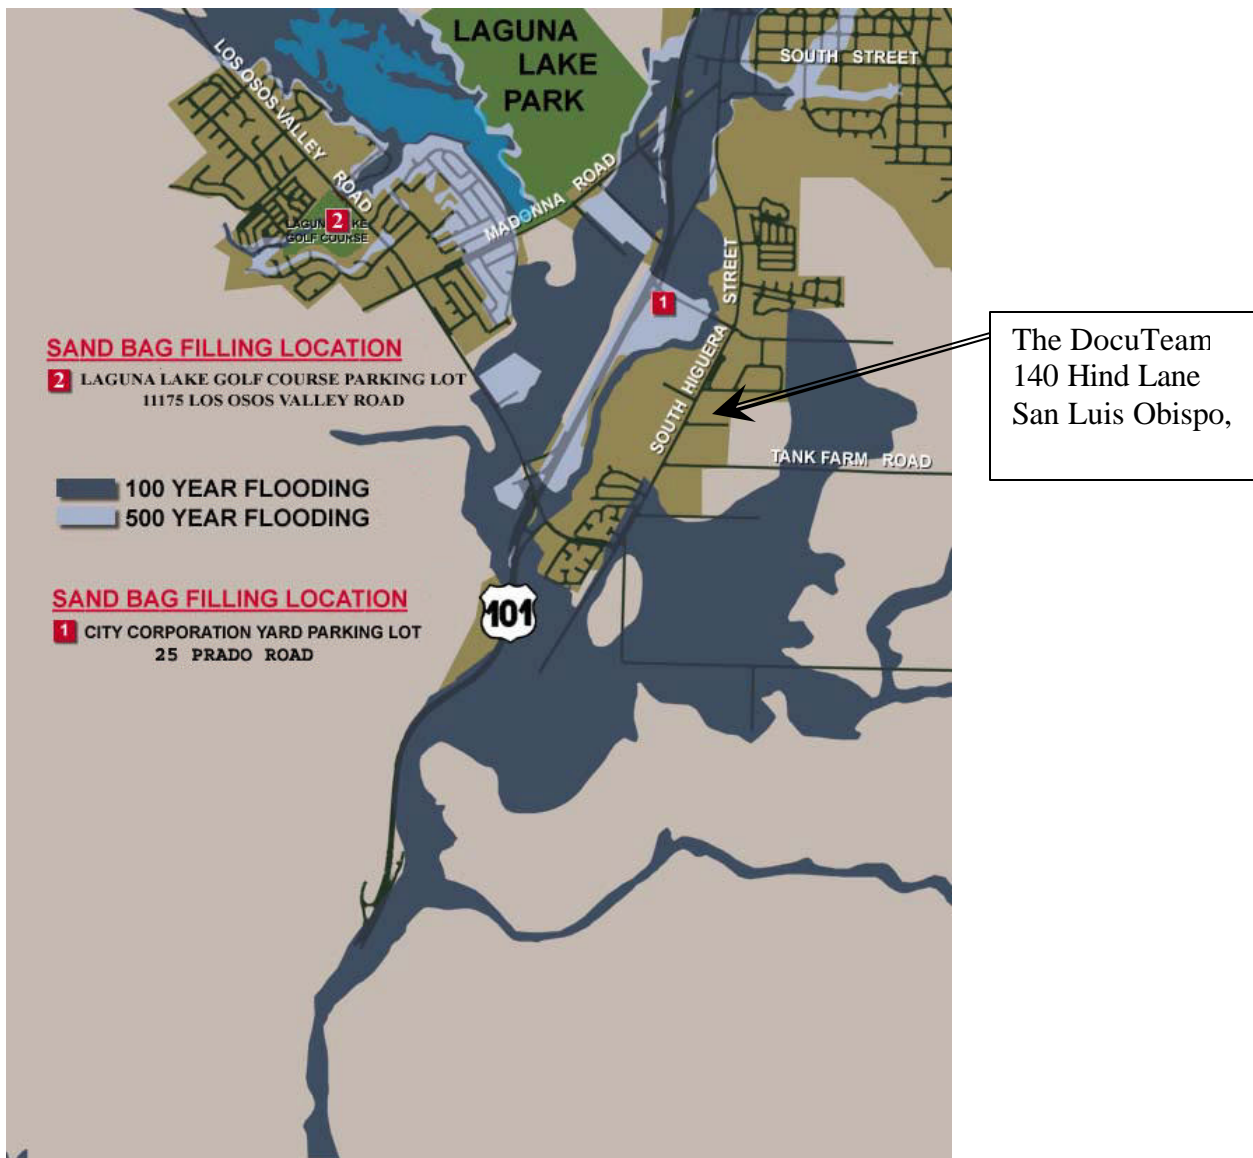 LAGUNA
LAKE
PARK
SOUTH STREET
LOS OSOS VALLEY ROAD
MADONNA ROAD
2
GOLF COURSE
1
STREET
SOUTH HIGUERA
The DocuTeam
140 Hind Lane
San Luis Obispo,
SAND BAG FILLING LOCATION
2 LAGUNA LAKE GOLF COURSE PARKING LOT
11175 LOS OSOS VALLEY ROAD
TANK FARM ROAD
100 YEAR FLOODING
500 YEAR FLOODING
SAND BAG FILLING LOCATION
1 CITY CORPORATION YARD PARKING LOT
25 PRADO ROAD
101